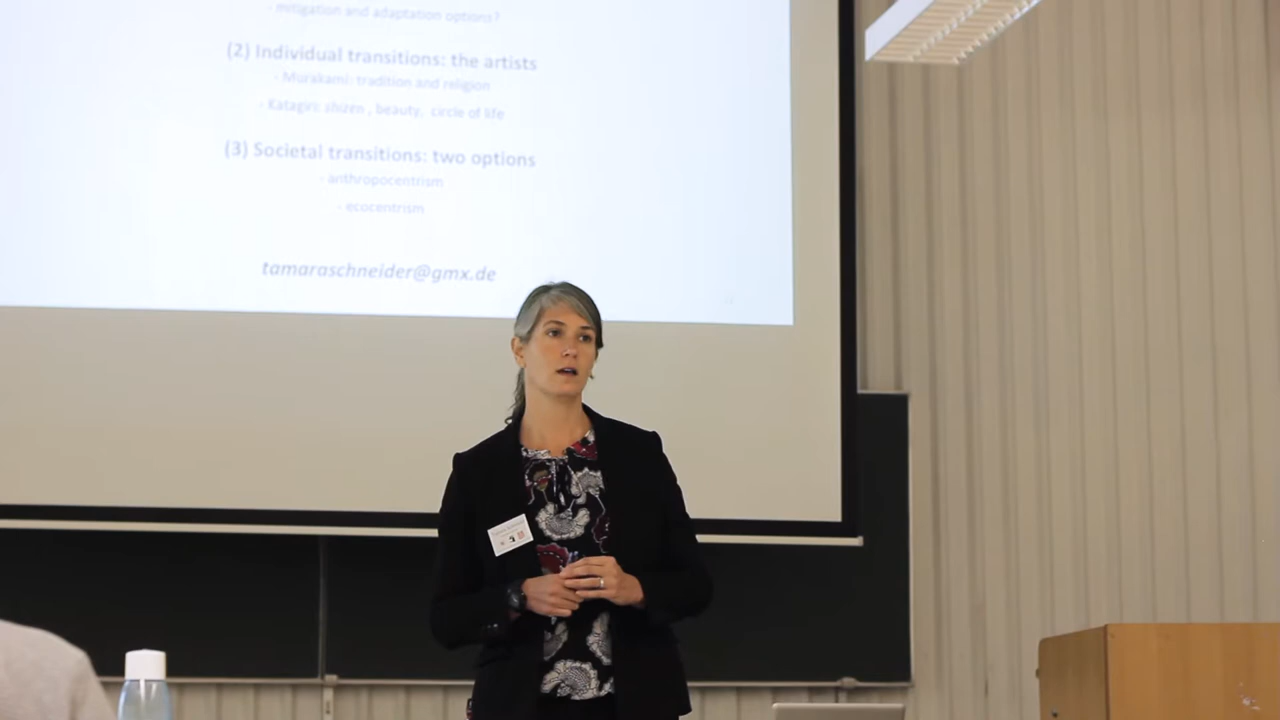 - mitigation and adaptation options?
(2) Individual transitions: the artists
- Murakami: tradition and religion
- Katagiri: shizen , beauty, circle of life
(3) Societal transitions: two options
- anthropocentrism
- ecocentrism
tamaraschneider@gmx.de